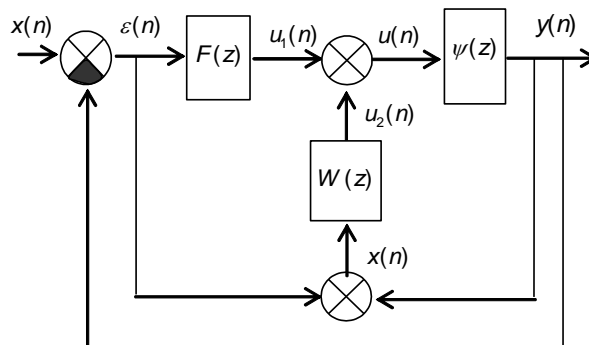 x(n)
ε(n)
F(z)
u₁(n)
u(n)
ψ(z)
y(n)
u₂(n)
W(z)
x(n)